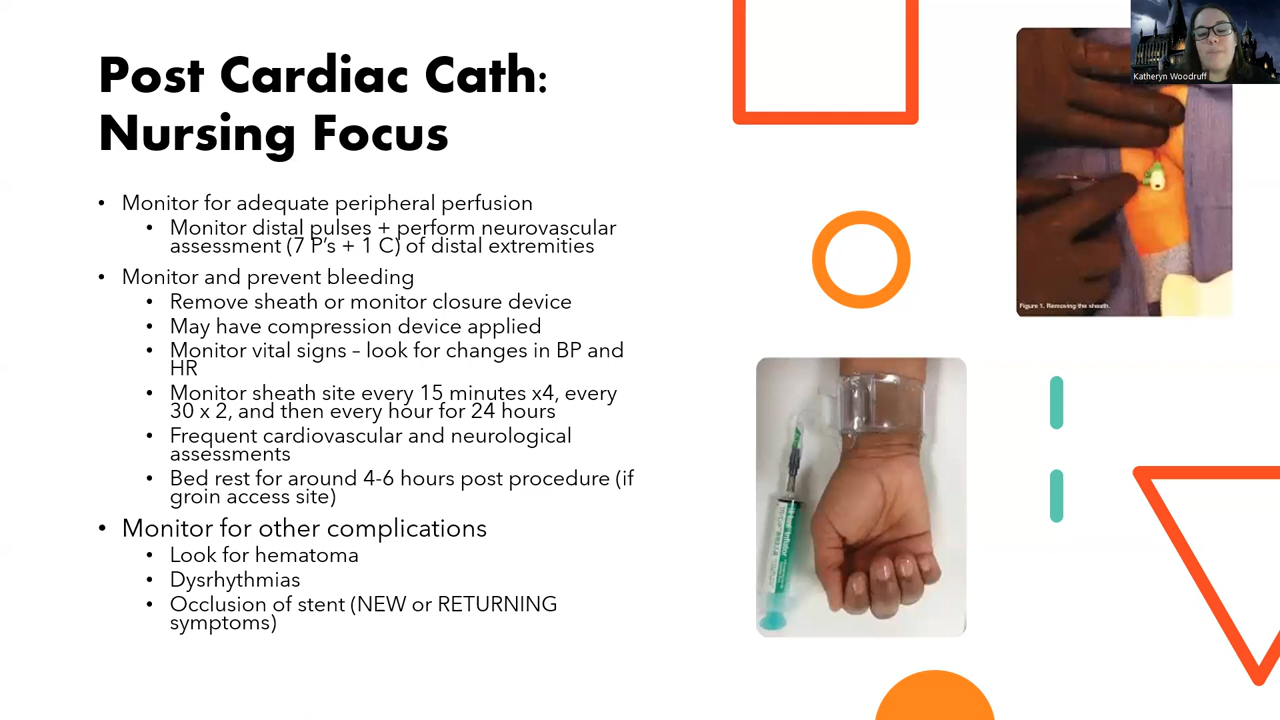 Post Cardiac Cath:
Nursing Focus
• Monitor for adequate peripheral perfusion
• Monitor distal pulses + perform neurovascular
assessment (7 P's + 1 C) of distal extremities
• Monitor and prevent bleeding
• Remove sheath or monitor closure device
• May have compression device applied
• Monitor vital signs – look for changes in BP and
HR
• Monitor sheath site every 15 minutes x4, every
30 x 2, and then every hour for 24 hours
• Frequent cardiovascular and neurological
assessments
• Bed rest for around 4-6 hours post procedure (if
groin access site)
• Monitor for other complications
• Look for hematoma
• Dysrhythmias
• Occlusion of stent (NEW or RETURNING
symptoms)
Katheryn Woodruff
Figure 1. Removing the sheath.